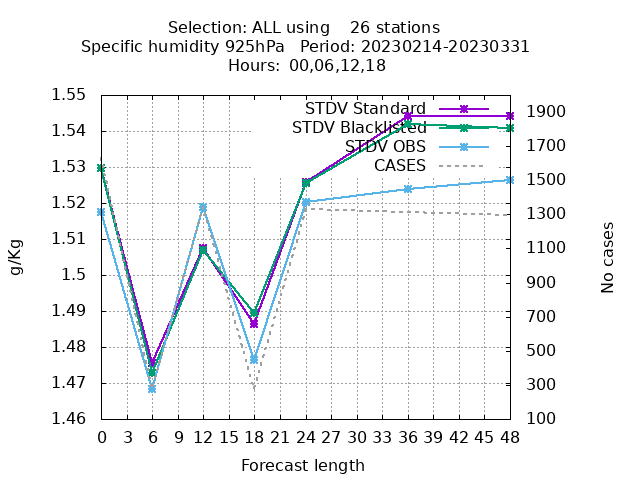 Selection: ALL using    26 stations
Specific humidity 925hPa   Period: 20230214-20230331
Hours: 00,06,12,18
STDV Standard
STDV Blacklisted
STDV OBS
CASES
1.55
1.54
1.53
1.52
1.51
1.5
1.49
1.48
1.47
1.46
g/Kg
1900
1700
1500
1300
1100
900
700
500
300
100
No cases
0 3 6 9 12 15 18 21 24 27 30 33 36 39 42 45 48
Forecast length